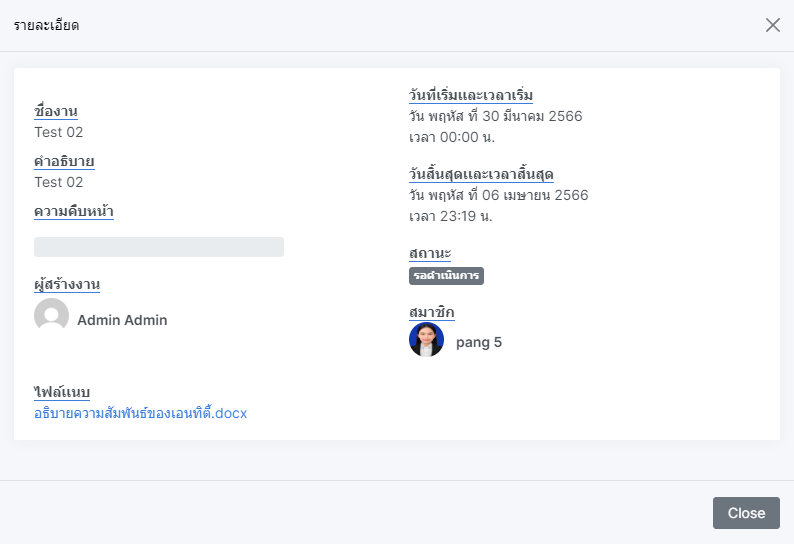 รายละเอียด
ชื่องาน
Test 02
คำอธิบาย
Test 02
ความคืบหน้า
ผู้สร้างงาน
Admin Admin
ไฟล์แนบ
อธิบายความสัมพันธ์ของเอนทิตี้.docx
วันที่เริ่มและเวลาเริ่ม
วัน พฤหัส ที่ 30 มีนาคม 2566
เวลา 00:00 น.
วันสิ้นสุดและเวลาสิ้นสุด
วัน พฤหัส ที่ 06 เมษายน 2566
เวลา 23:19 น.
สถานะ
รอดำเนินการ
สมาชิก
pang 5
Close